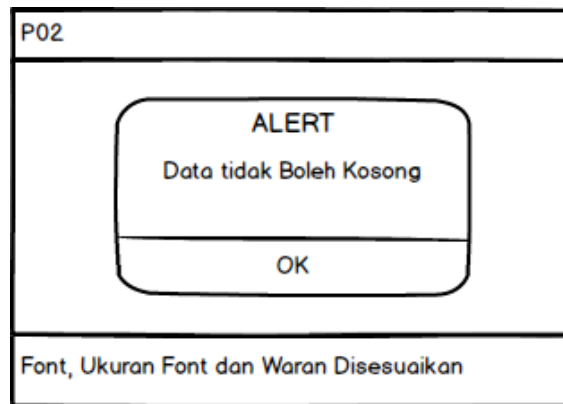 P02
ALERT
Data tidak Boleh Kosong
OK
Font, Ukuran Font dan Waran Disesuaikan